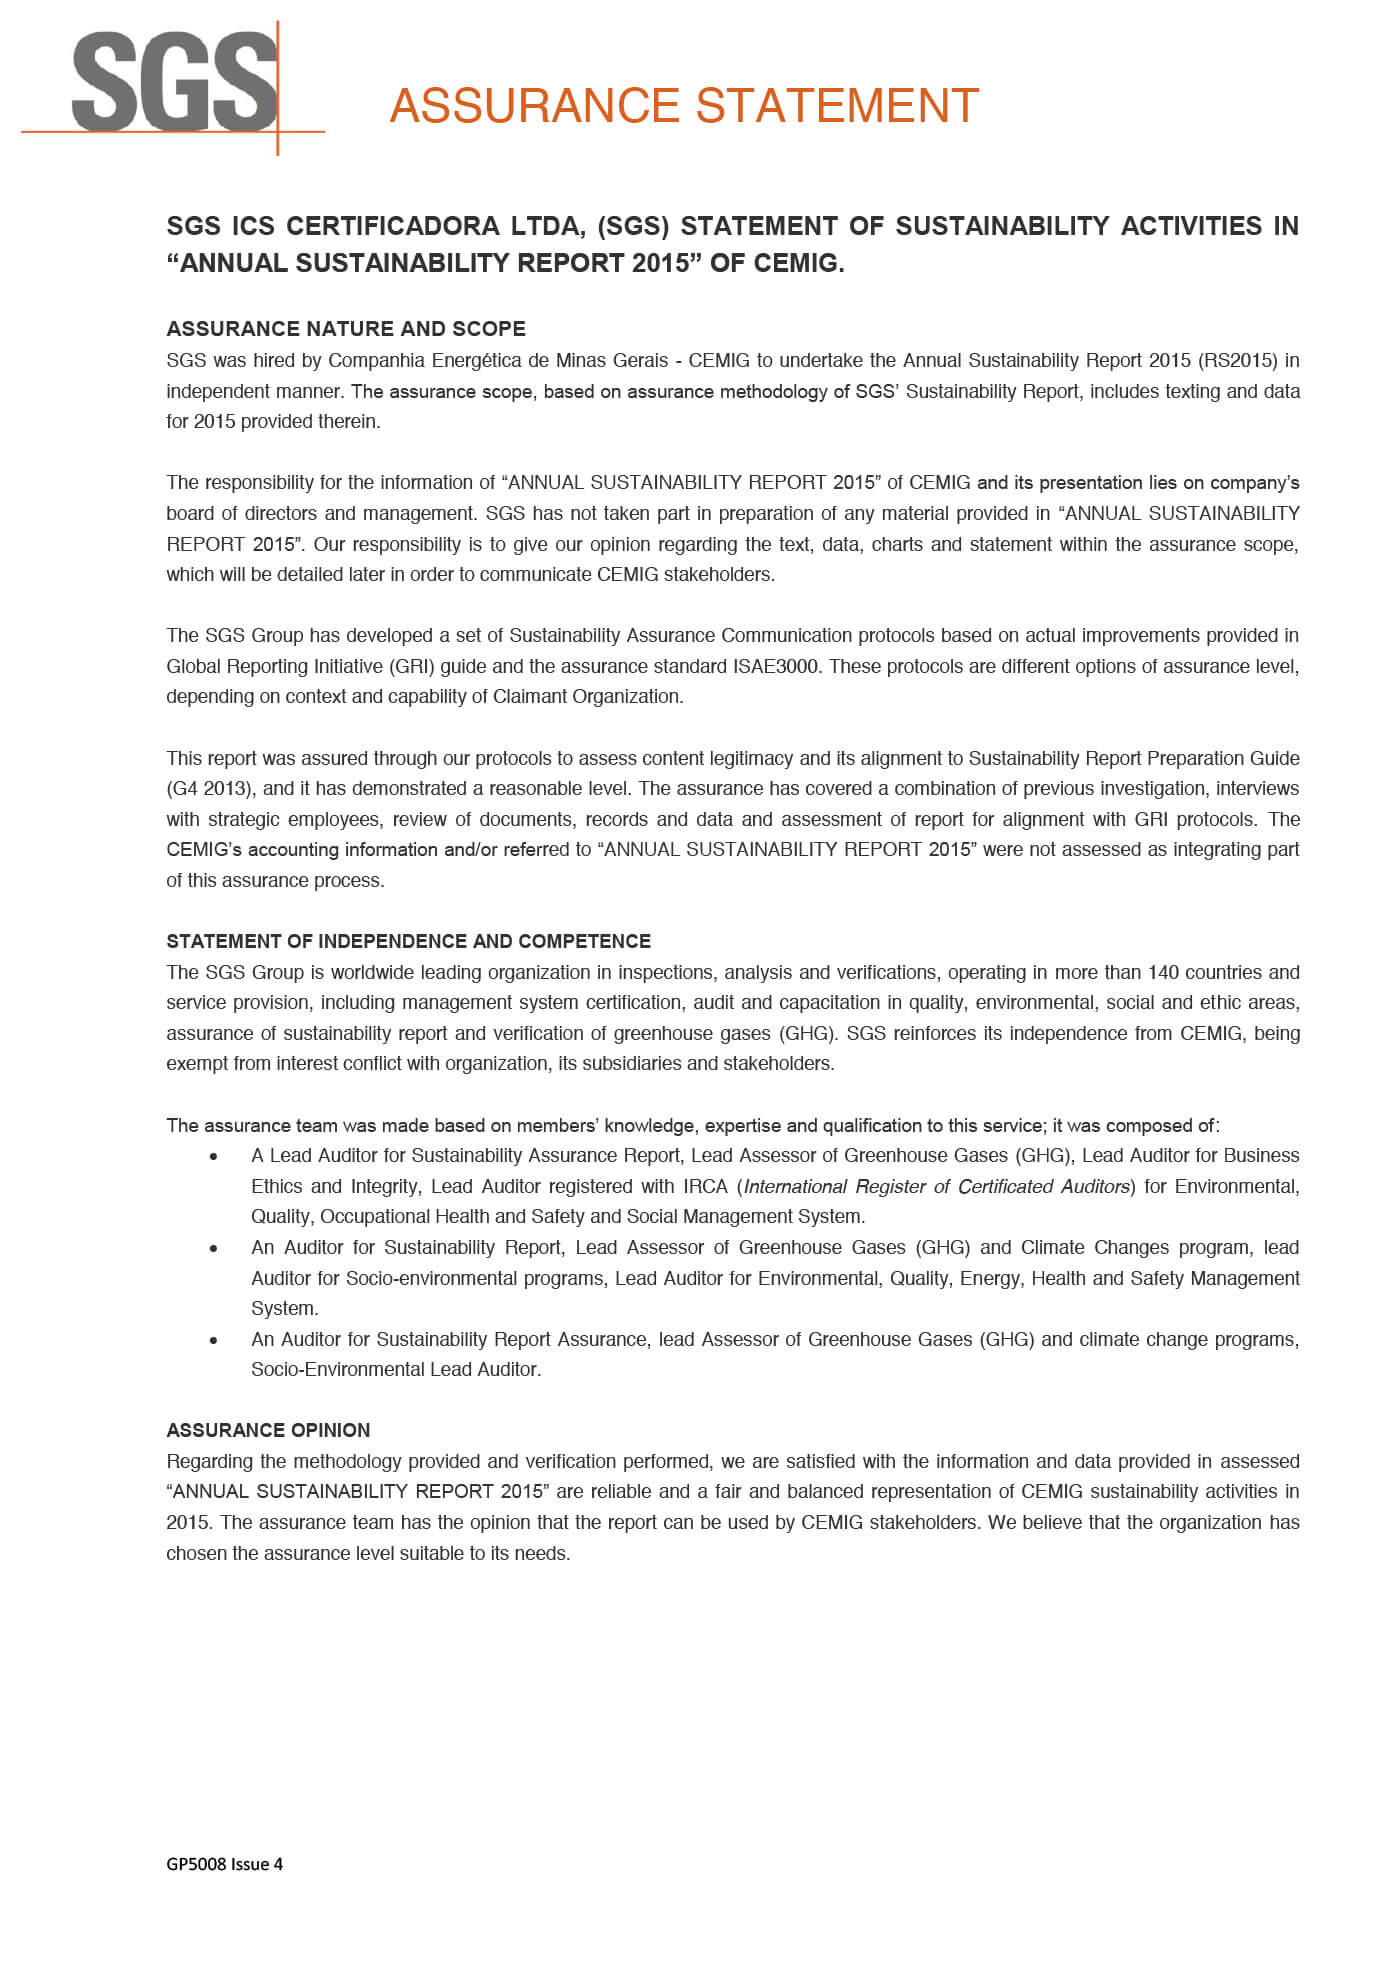 SGS
ASSURANCE STATEMENT
SGS ICS CERTIFICADORA LTDA, (SGS) STATEMENT OF SUSTAINABILITY ACTIVITIES IN
“ANNUAL SUSTAINABILITY REPORT 2015” OF CEMIG.
ASSURANCE NATURE AND SCOPE
SGS was hired by Companhia Energética de Minas Gerais - CEMIG to undertake the Annual Sustainability Report 2015 (RS2015) in
independent manner. The assurance scope, based on assurance methodology of SGS’ Sustainability Report, includes texting and data
for 2015 provided therein.
The responsibility for the information of “ANNUAL SUSTAINABILITY REPORT 2015” of CEMIG and its presentation lies on company’s
board of directors and management. SGS has not taken part in preparation of any material provided in “ANNUAL SUSTAINABILITY
REPORT 2015”. Our responsibility is to give our opinion regarding the text, data, charts and statement within the assurance scope,
which will be detailed later in order to communicate CEMIG stakeholders.
The SGS Group has developed a set of Sustainability Assurance Communication protocols based on actual improvements provided in
Global Reporting Initiative (GRI) guide and the assurance standard ISAE3000. These protocols are different options of assurance level,
depending on context and capability of Claimant Organization.
This report was assured through our protocols to assess content legitimacy and its alignment to Sustainability Report Preparation Guide
(G4 2013), and it has demonstrated a reasonable level. The assurance has covered a combination of previous investigation, interviews
with strategic employees, review of documents, records and data and assessment of report for alignment with GRI protocols. The
CEMIG’s accounting information and/or referred to “ANNUAL SUSTAINABILITY REPORT 2015” were not assessed as integrating part
of this assurance process.
STATEMENT OF INDEPENDENCE AND COMPETENCE
The SGS Group is worldwide leading organization in inspections, analysis and verifications, operating in more than 140 countries and
service provision, including management system certification, audit and capacitation in quality, environmental, social and ethic areas,
assurance of sustainability report and verification of greenhouse gases (GHG). SGS reinforces its independence from CEMIG, being
exempt from interest conflict with organization, its subsidiaries and stakeholders.
The assurance team was made based on members’ knowledge, expertise and qualification to this service; it was composed of:
• A Lead Auditor for Sustainability Assurance Report, Lead Assessor of Greenhouse Gases (GHG), Lead Auditor for Business
Ethics and Integrity, Lead Auditor registered with IRCA (International Register of Certificated Auditors) for Environmental,
Quality, Occupational Health and Safety and Social Management System.
• An Auditor for Sustainability Report, Lead Assessor of Greenhouse Gases (GHG) and Climate Changes program, lead
Auditor for Socio-environmental programs, Lead Auditor for Environmental, Quality, Energy, Health and Safety Management
System.
• An Auditor for Sustainability Report Assurance, lead Assessor of Greenhouse Gases (GHG) and climate change programs,
Socio-Environmental Lead Auditor.
ASSURANCE OPINION
Regarding the methodology provided and verification performed, we are satisfied with the information and data provided in assessed
“ANNUAL SUSTAINABILITY REPORT 2015” are reliable and a fair and balanced representation of CEMIG sustainability activities in
2015. The assurance team has the opinion that the report can be used by CEMIG stakeholders. We believe that the organization has
chosen the assurance level suitable to its needs.
GP5008 Issue 4